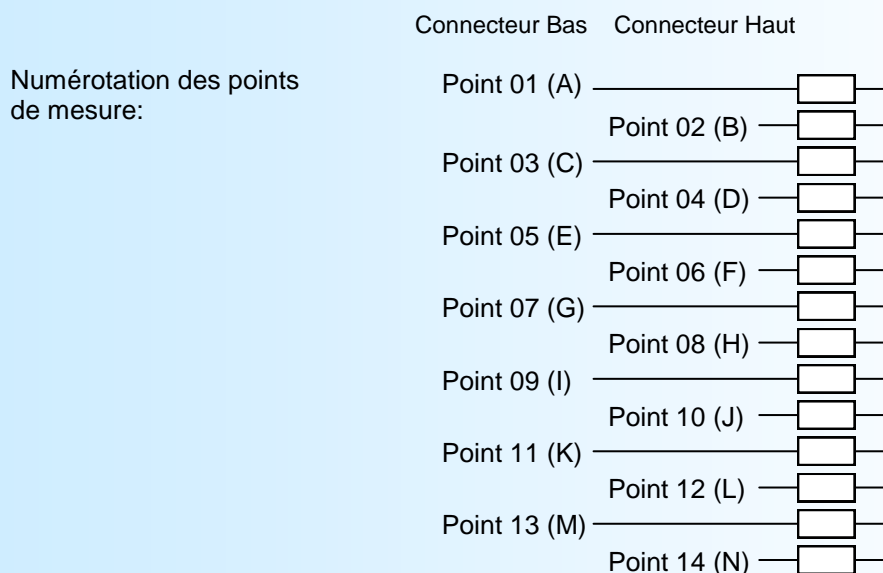 Connecteur Bas Connecteur Haut
Numérotation des points
de mesure:
Point 01 (A)
Point 02 (B)
Point 03 (C)
Point 04 (D)
Point 05 (E)
Point 06 (F)
Point 07 (G)
Point 08 (H)
Point 09 (I)
Point 10 (J)
Point 11 (K)
Point 12 (L)
Point 13 (M)
Point 14 (N)